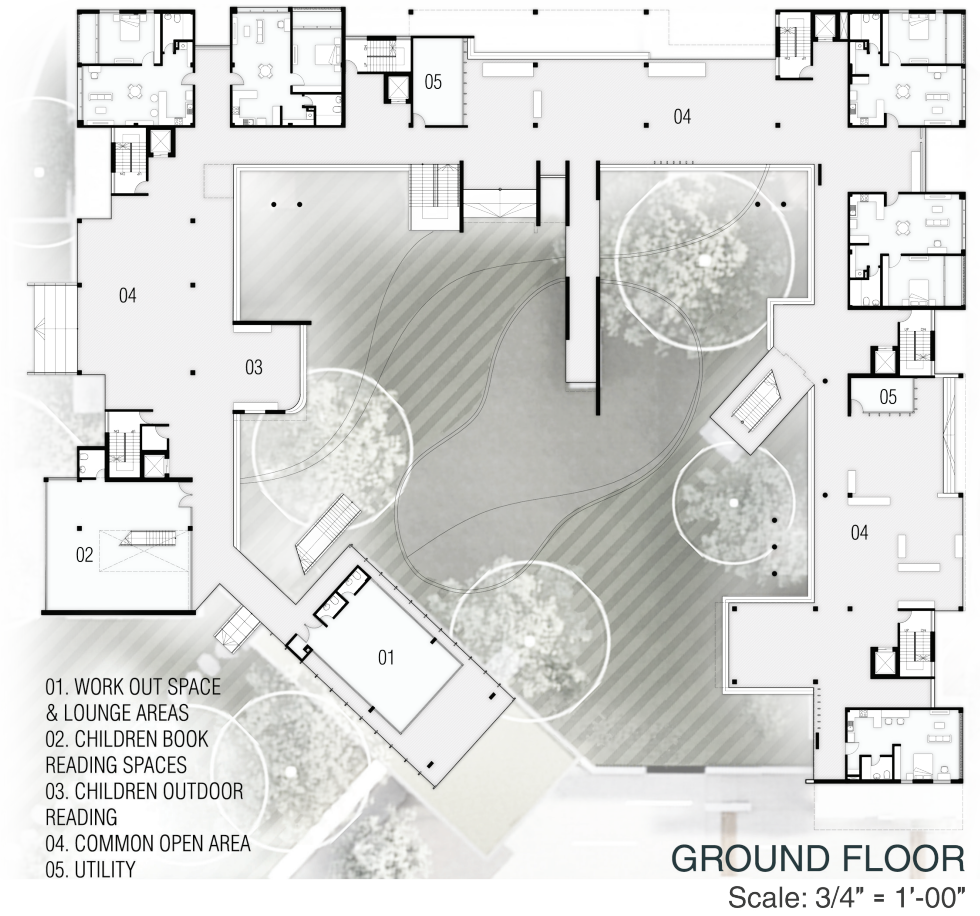 05
04
04
03
05
02
04
01
01. WORK OUT SPACE
& LOUNGE AREAS
02. CHILDREN BOOK
READING SPACES
03. CHILDREN OUTDOOR
READING
04. COMMON OPEN AREA
05. UTILITY
GROUND FLOOR
Scale: 3/4" = 1'-00"